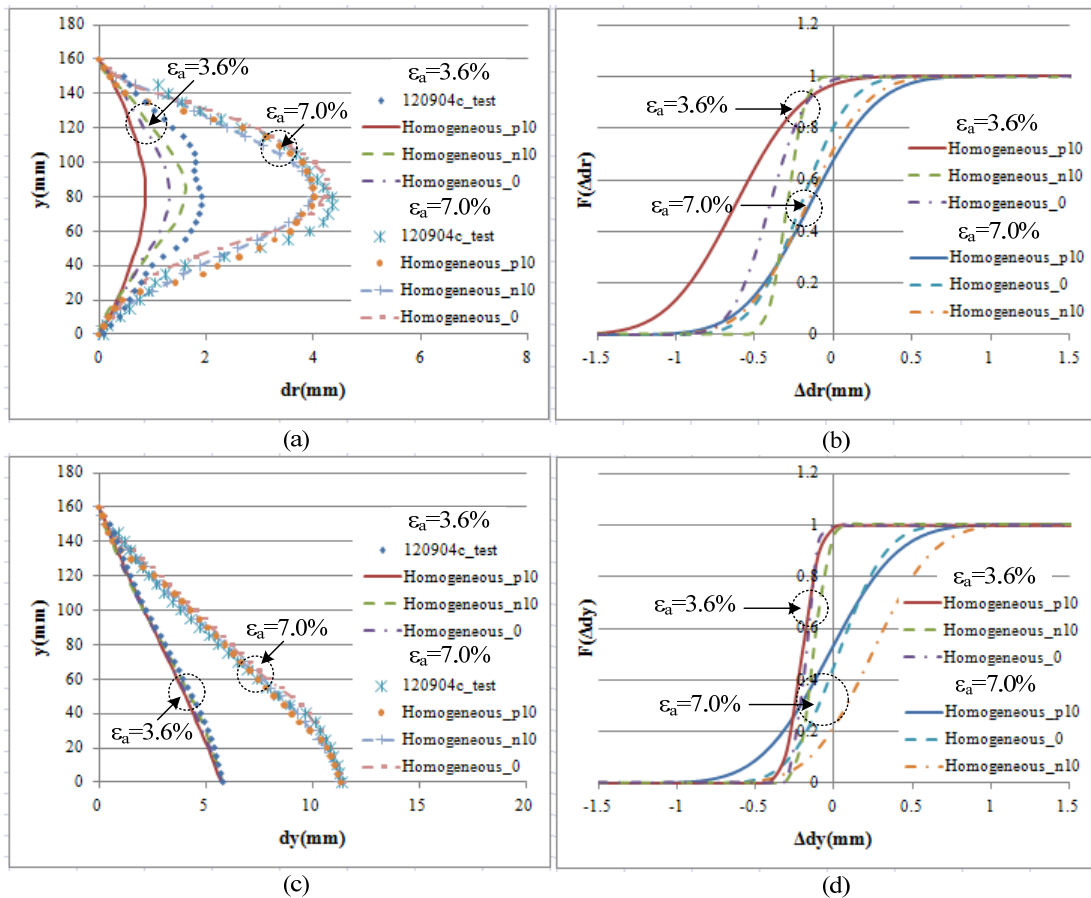 180
160
140
120
100
80
60
40
20
0
y(mm)
0
2
4
6
8
dr(mm)
εa=3.6%
εa=7.0%
εa=3.6%
120904c_test
Homogeneous_p10
Homogeneous_n10
Homogeneous_0
εa=7.0%
120904c_test
Homogeneous_p10
Homogeneous_n10
Homogeneous_0
(a)
1.2
1
0.8
0.6
0.4
0.2
0
F(Δdr)
-1.5
-1
-0.5
0
0.5
1
1.5
Δdr(mm)
εa=3.6%
εa=7.0%
εa=3.6%
Homogeneous_p10
Homogeneous_n10
Homogeneous_0
εa=7.0%
Homogeneous_p10
Homogeneous_0
Homogeneous_n10
(b)
180
160
140
120
100
80
60
40
20
0
y(mm)
0
5
10
15
20
dy(mm)
εa=7.0%
εa=3.6%
εa=3.6%
120904c_test
Homogeneous_p10
Homogeneous_n10
Homogeneous_0
εa=7.0%
120904c_test
Homogeneous_p10
Homogeneous_n10
Homogeneous_0
(c)
1.2
1
0.8
0.6
0.4
0.2
0
F(Δdy)
-1.5
-1
-0.5
0
0.5
1
1.5
Δdy(mm)
εa=3.6%
εa=7.0%
εa=3.6%
Homogeneous_p10
Homogeneous_n10
Homogeneous_0
εa=7.0%
Homogeneous_p10
Homogeneous_0
Homogeneous_n10
(d)